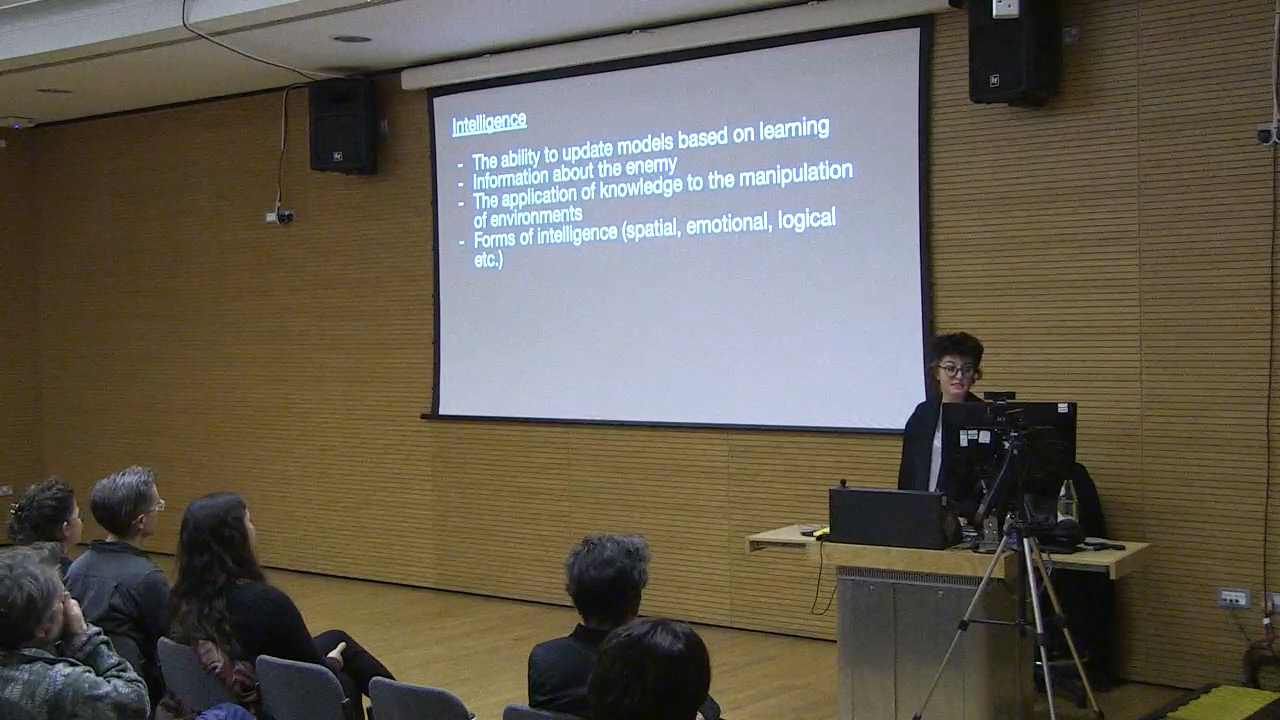 Intelligence
- The ability to update models based on learning
- Information about the enemy
- The application of knowledge to the manipulation
of environments
- Forms of intelligence (spatial, emotional, logical
etc.)